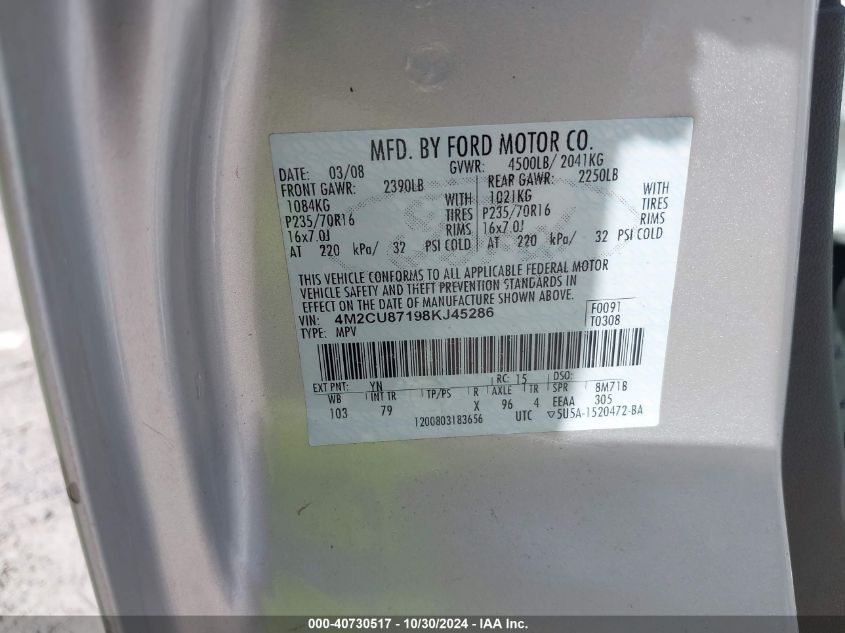 MFD. BY FORD MOTOR CO.
DATE: 03/08 GVWR: 4500LB/ 2041KG
FRONT GAWR: 2390LB REAR GAWR: 2250LB
1084KG WITH 1021KG WITH
P235/70R16 TIRES P235/70R16 TIRES
16x7.0J RIMS 16x7.0J RIMS
AT 220 kPa/ 32 PSI COLD AT 220 kPa/ 32 PSI COLD
THIS VEHICLE CONFORMS TO ALL APPLICABLE FEDERAL MOTOR
VEHICLE SAFETY AND THEFT PREVENTION STANDARDS IN
EFFECT ON THE DATE OF MANUFACTURE SHOWN ABOVE.
VIN: 4M2CU87198KJ45286 F0091
TYPE: MPV T0308
EXT PNT: YN RC: 15 DSO:
WB INT TR TP/PS R AXLE TR SPR 8M71B
103 79 X 96 4 EEAA 305
1200803183656 UTC ▽5U5A-1520472-BA
000-40730517 - 10/30/2024 - IAA Inc.